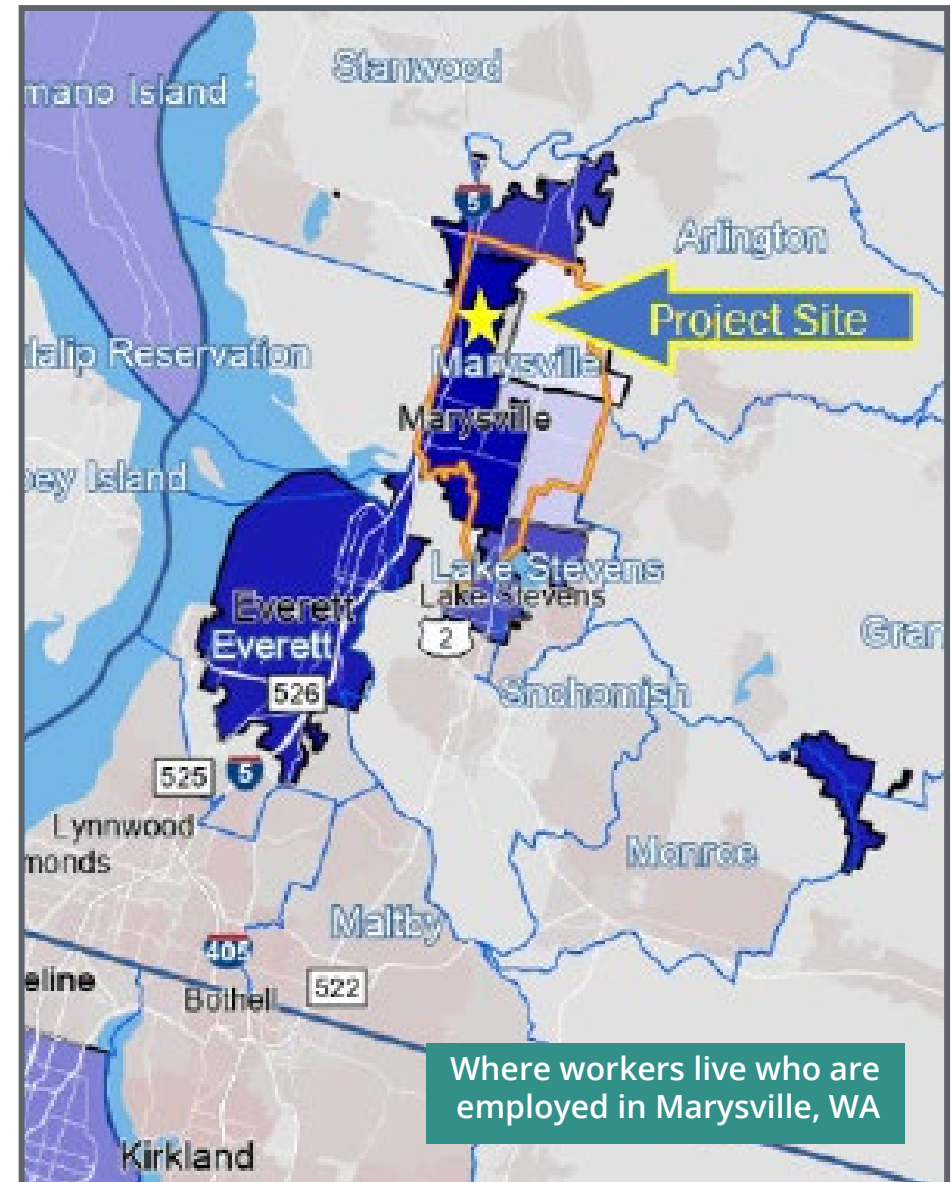 Stanwood
mano Island
5
Arlington
Project Site
lalip Reservation
Marysville
Marysville
bey Island
Lake Stevens
Lake Stevens
Everett
2
Everett
Gran
526
Snohomish
525
5
Lynnwood
monds
Monroe
Maltby
405
eline
522
Bothell
Where workers live who are
employed in Marysville, WA
Kirkland